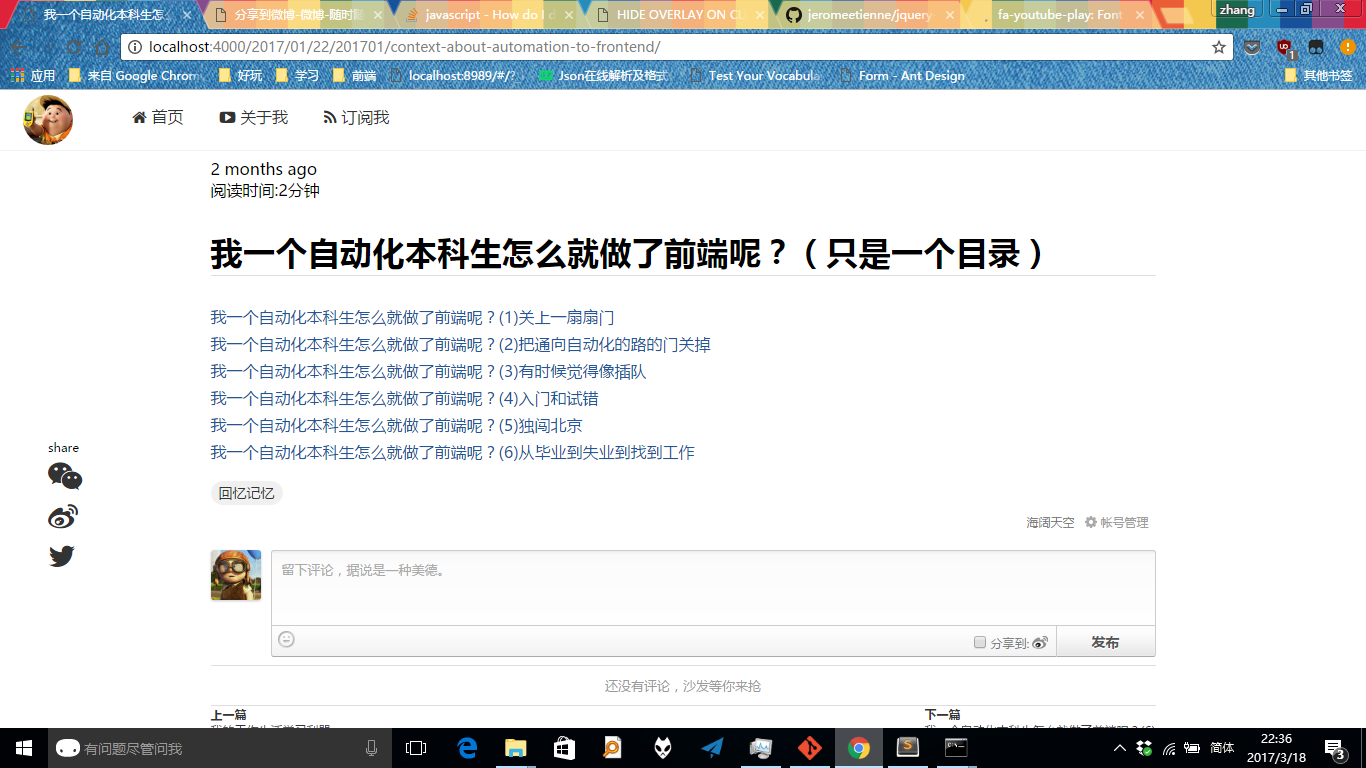 我一个自动化本科生怎
分享到微博-微博-随时随
javascript - How do I d
HIDE OVERLAY ON CL
jeromeetienne/jquery-
fa-youtube-play: Font
zhang
localhost:4000/2017/01/22/201701/context-about-automation-to-frontend/
应用
来自 Google Chrom
好玩
学习
前端
localhost:8989/#/?
Json在线解析及格式
Test Your Vocabula
Form - Ant Design
其他书签
首页
关于我
订阅我
2 months ago
阅读时间:2分钟
我一个自动化本科生怎么就做了前端呢？（只是一个目录）
我一个自动化本科生怎么就做了前端呢？(1)关上一扇扇门
我一个自动化本科生怎么就做了前端呢？(2)把通向自动化的路的门关掉
我一个自动化本科生怎么就做了前端呢？(3)有时候觉得像插队
我一个自动化本科生怎么就做了前端呢？(4)入门和试错
我一个自动化本科生怎么就做了前端呢？(5)独闯北京
我一个自动化本科生怎么就做了前端呢？(6)从毕业到失业到找到工作
share
回忆记忆
海阔天空
帐号管理
留下评论，据说是一种美德。
分享到:
发布
还没有评论，沙发等你来抢
上一篇
下一篇
有问题尽管问我
简体
22:36
2017/3/18
3